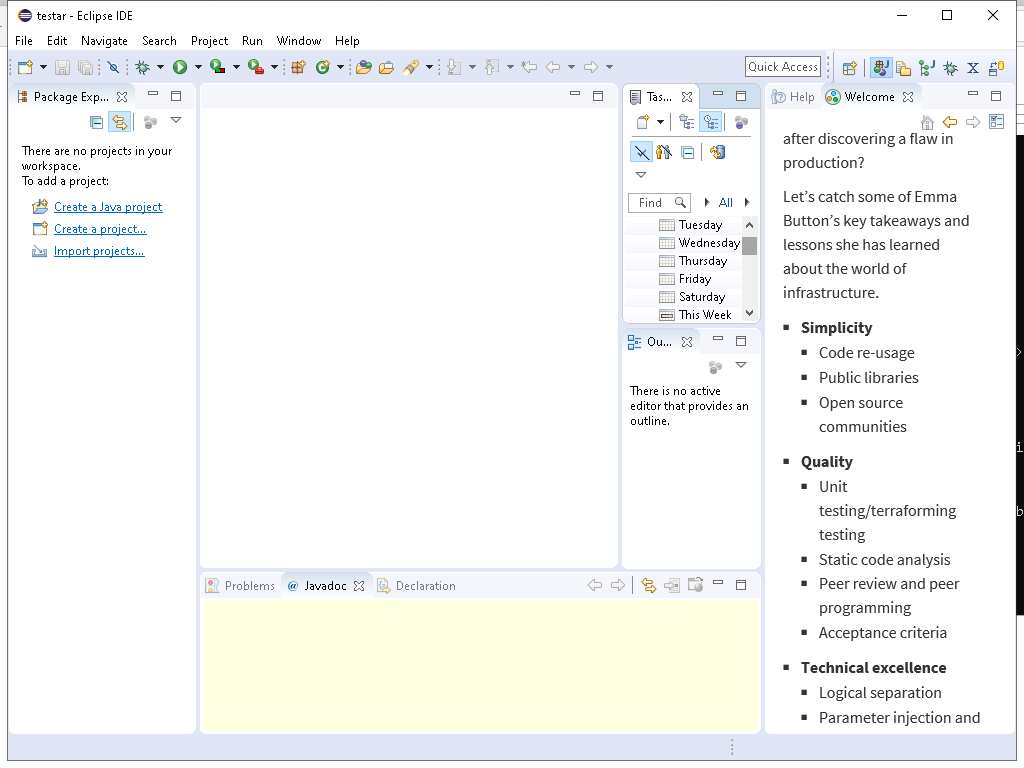 testar - Eclipse IDE
File Edit Navigate Search Project Run Window Help
Quick Access
Package Exp...
There are no projects in your
workspace.
To add a project:
Create a Java project
Create a project...
Import projects...
Tas...
Find
All
Tuesday
Wednesday
Thursday
Friday
Saturday
This Week
Ou...
There is no active
editor that provides an
outline.
Problems
@ Javadoc
Declaration
Help
Welcome
after discovering a flaw in
production?
Let’s catch some of Emma
Button’s key takeaways and
lessons she has learned
about the world of
infrastructure.
Simplicity
Code re-usage
Public libraries
Open source
communities
Quality
Unit
testing/terraforming
testing
Static code analysis
Peer review and peer
programming
Acceptance criteria
Technical excellence
Logical separation
Parameter injection and